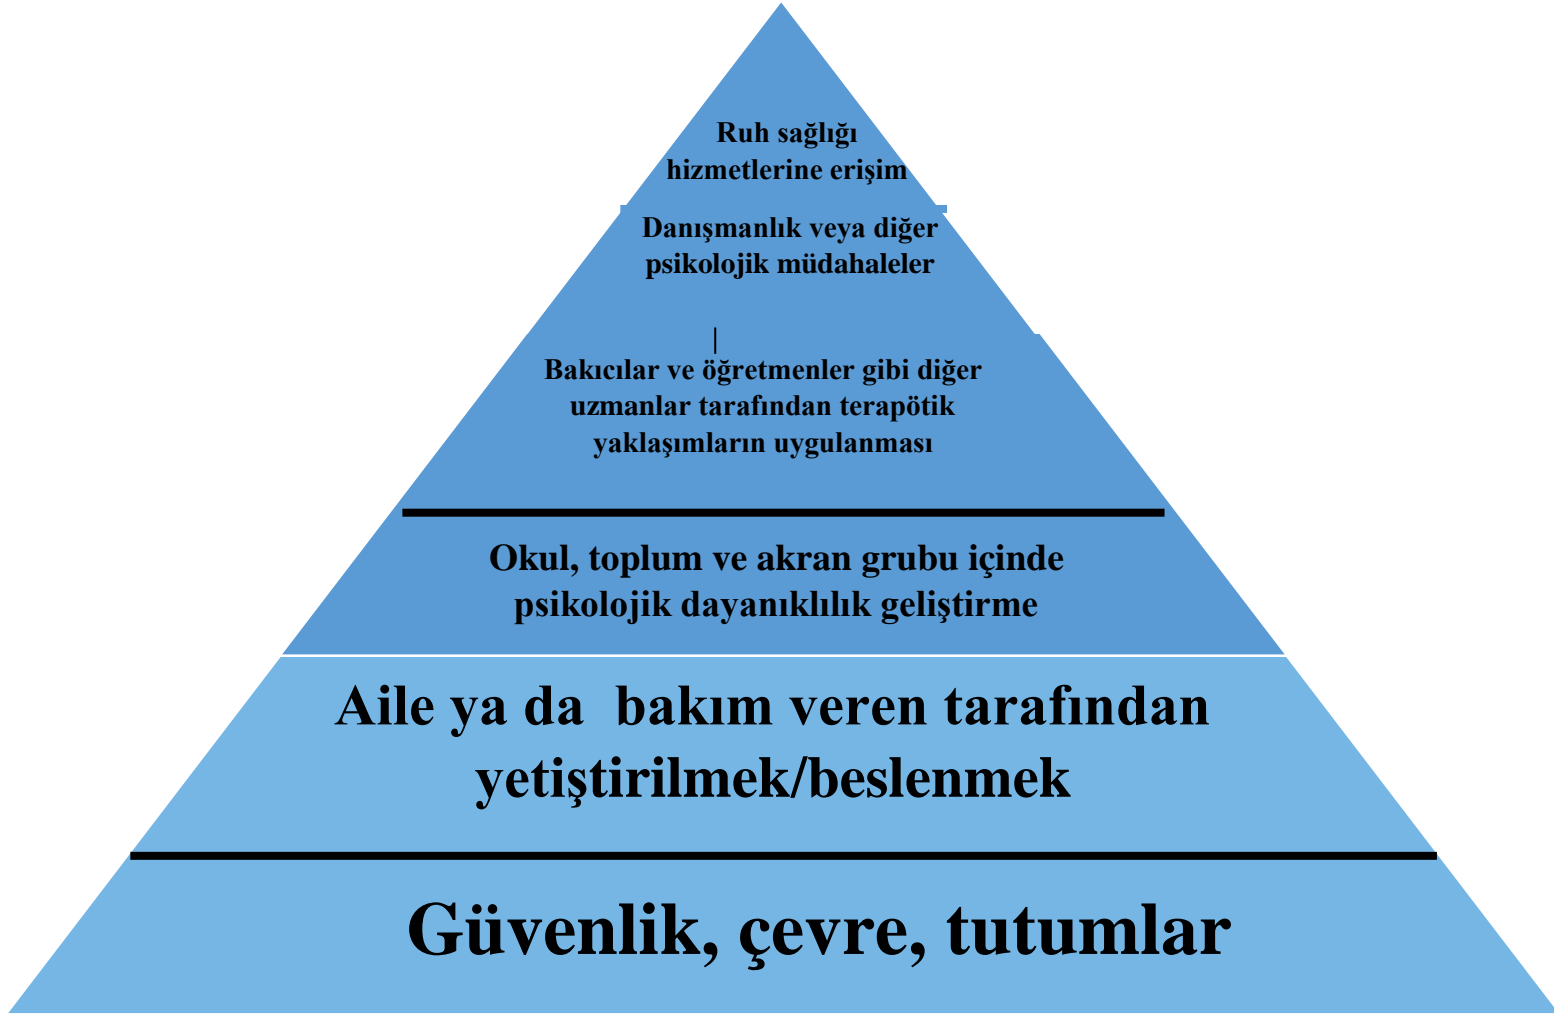 Ruh sağlığı
hizmetlerine erişim
Danışmanlık veya diğer
psikolojik müdahaleler
Bakıcılar ve öğretmenler gibi diğer
uzmanlar tarafından terapötik
yaklaşımların uygulanması
Okul, toplum ve akran grubu içinde
psikolojik dayanıklılık geliştirme
Aile ya da  bakım veren tarafından
yetiştirilmek/beslenmek
Güvenlik, çevre, tutumlar